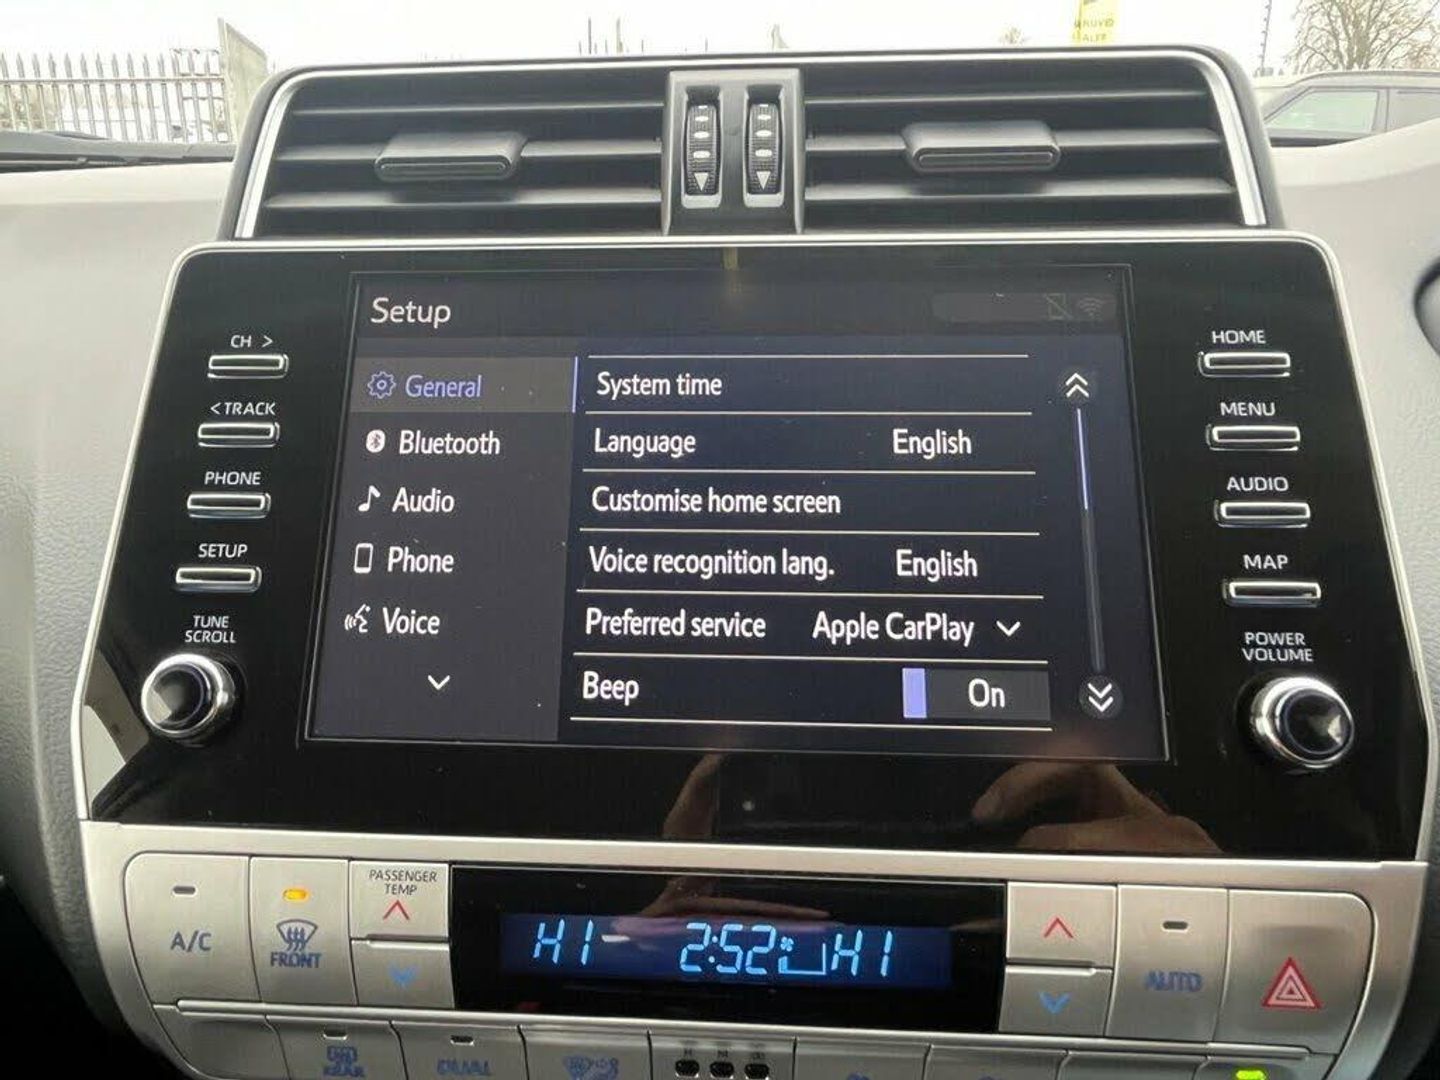 Setup
CH >
<TRACK
PHONE
SETUP
TUNE
SCROLL
General
Bluetooth
Audio
Phone
Voice
System time
Language English
Customise home screen
Voice recognition lang. English
Preferred service Apple CarPlay
Beep On
HOME
MENU
AUDIO
MAP
POWER
VOLUME
A/C
FRONT
PASSENGER
TEMP
HI 2:52 HI
AUTO
REAR
DUAL